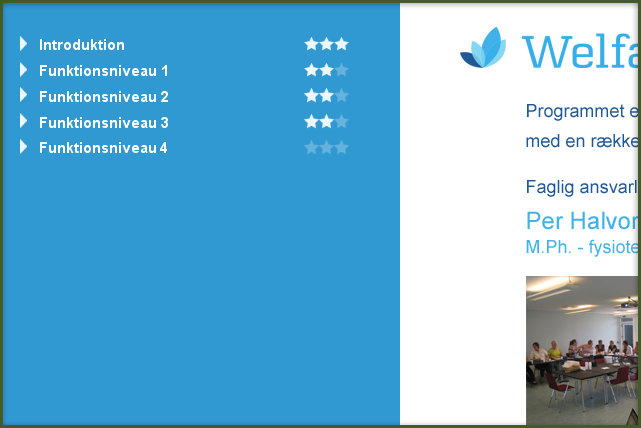 Introduktion
Funktionsniveau 1
Funktionsniveau 2
Funktionsniveau 3
Funktionsniveau 4
Welfa
Programmet e
med en række
Faglig ansvarl
Per Halvor
M.Ph. - fysiote